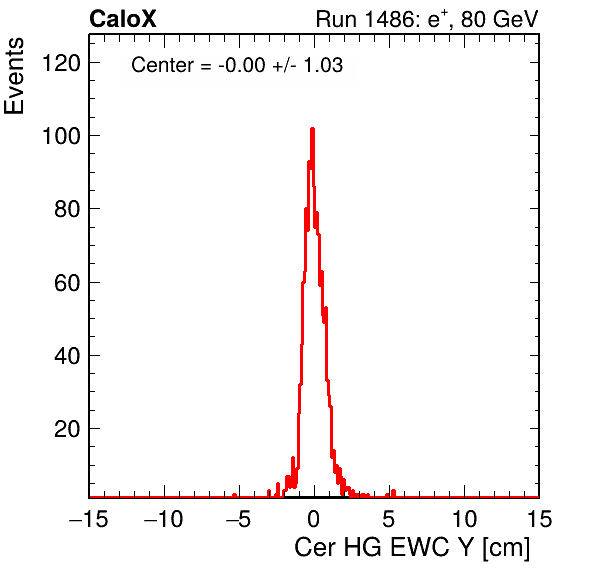 CaloX Run 1486: e+, 80 GeV
Center = -0.00 +/- 1.03
Events
120
100
80
60
40
20
−15 −10 −5 0 5 10 15
Cer HG EWC Y [cm]